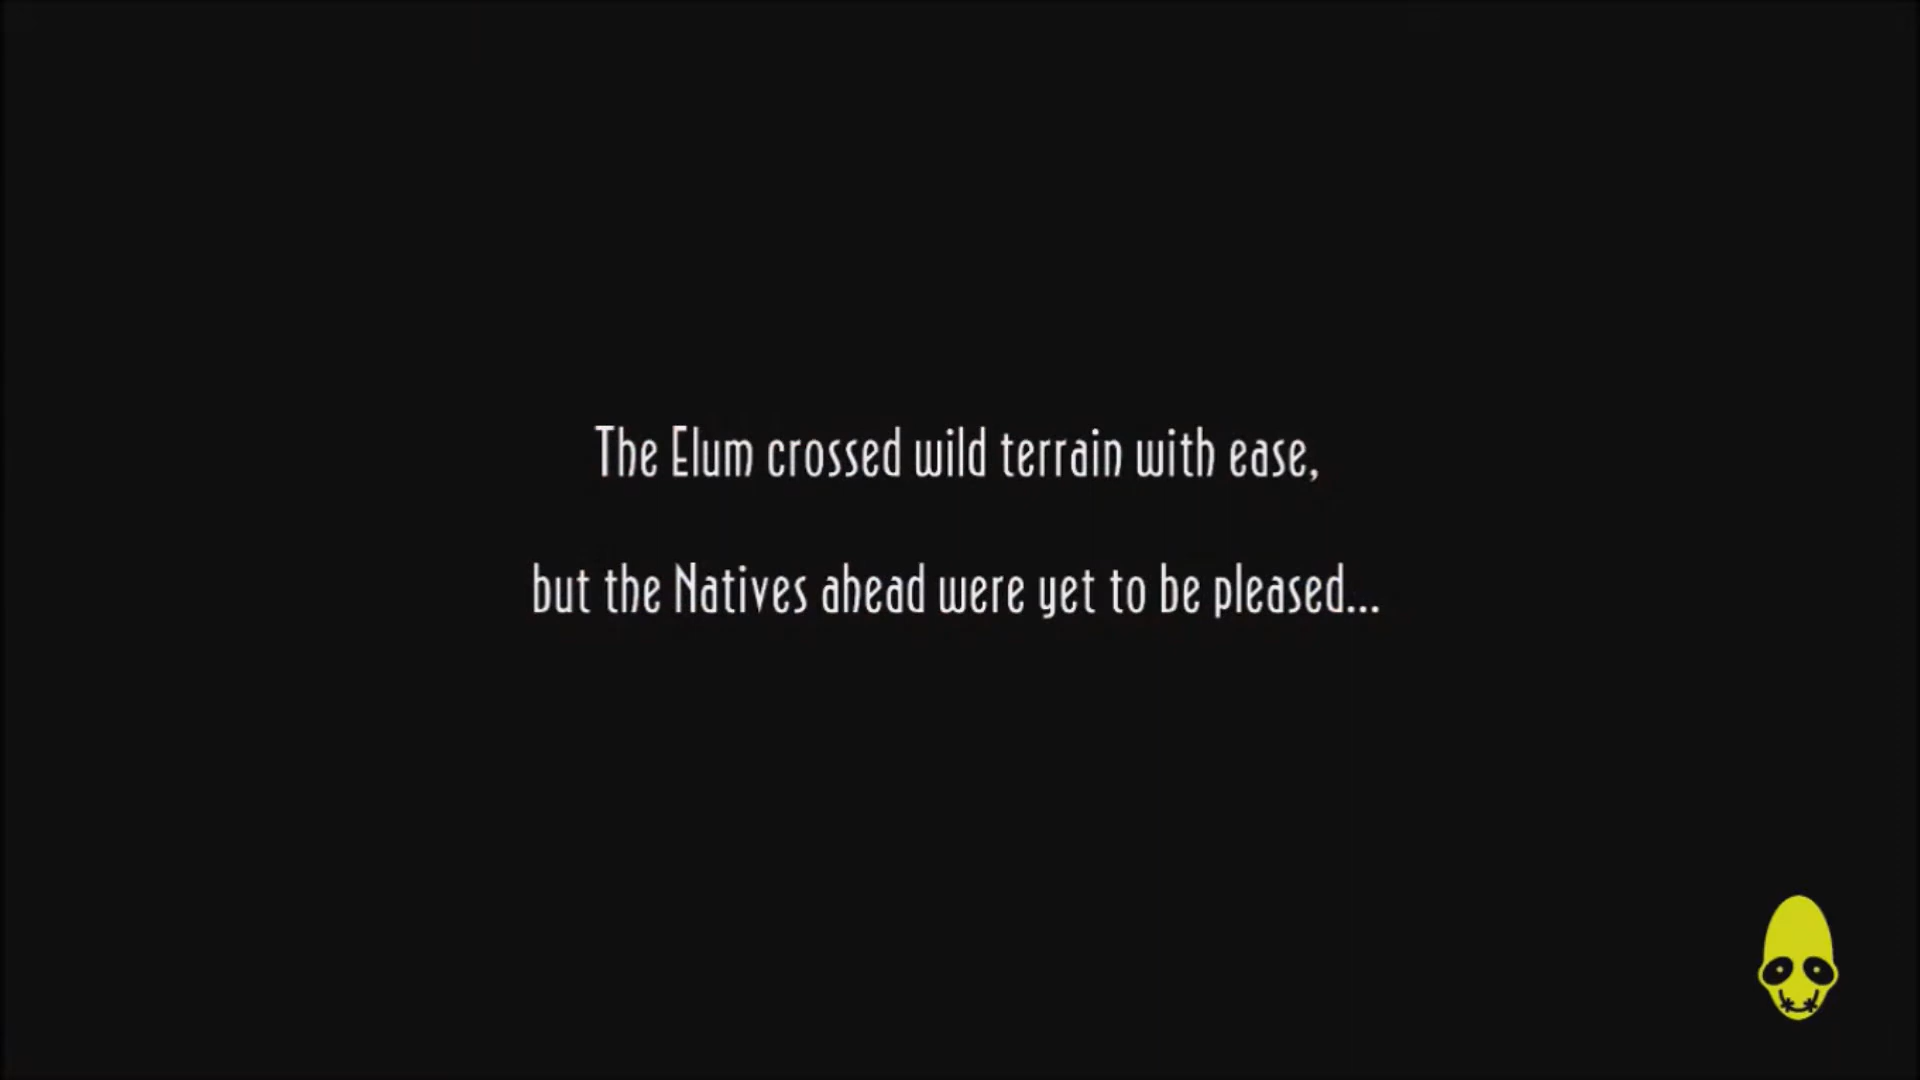 The Elum crossed wild terrain with ease,
but the Natives ahead were yet to be pleased...